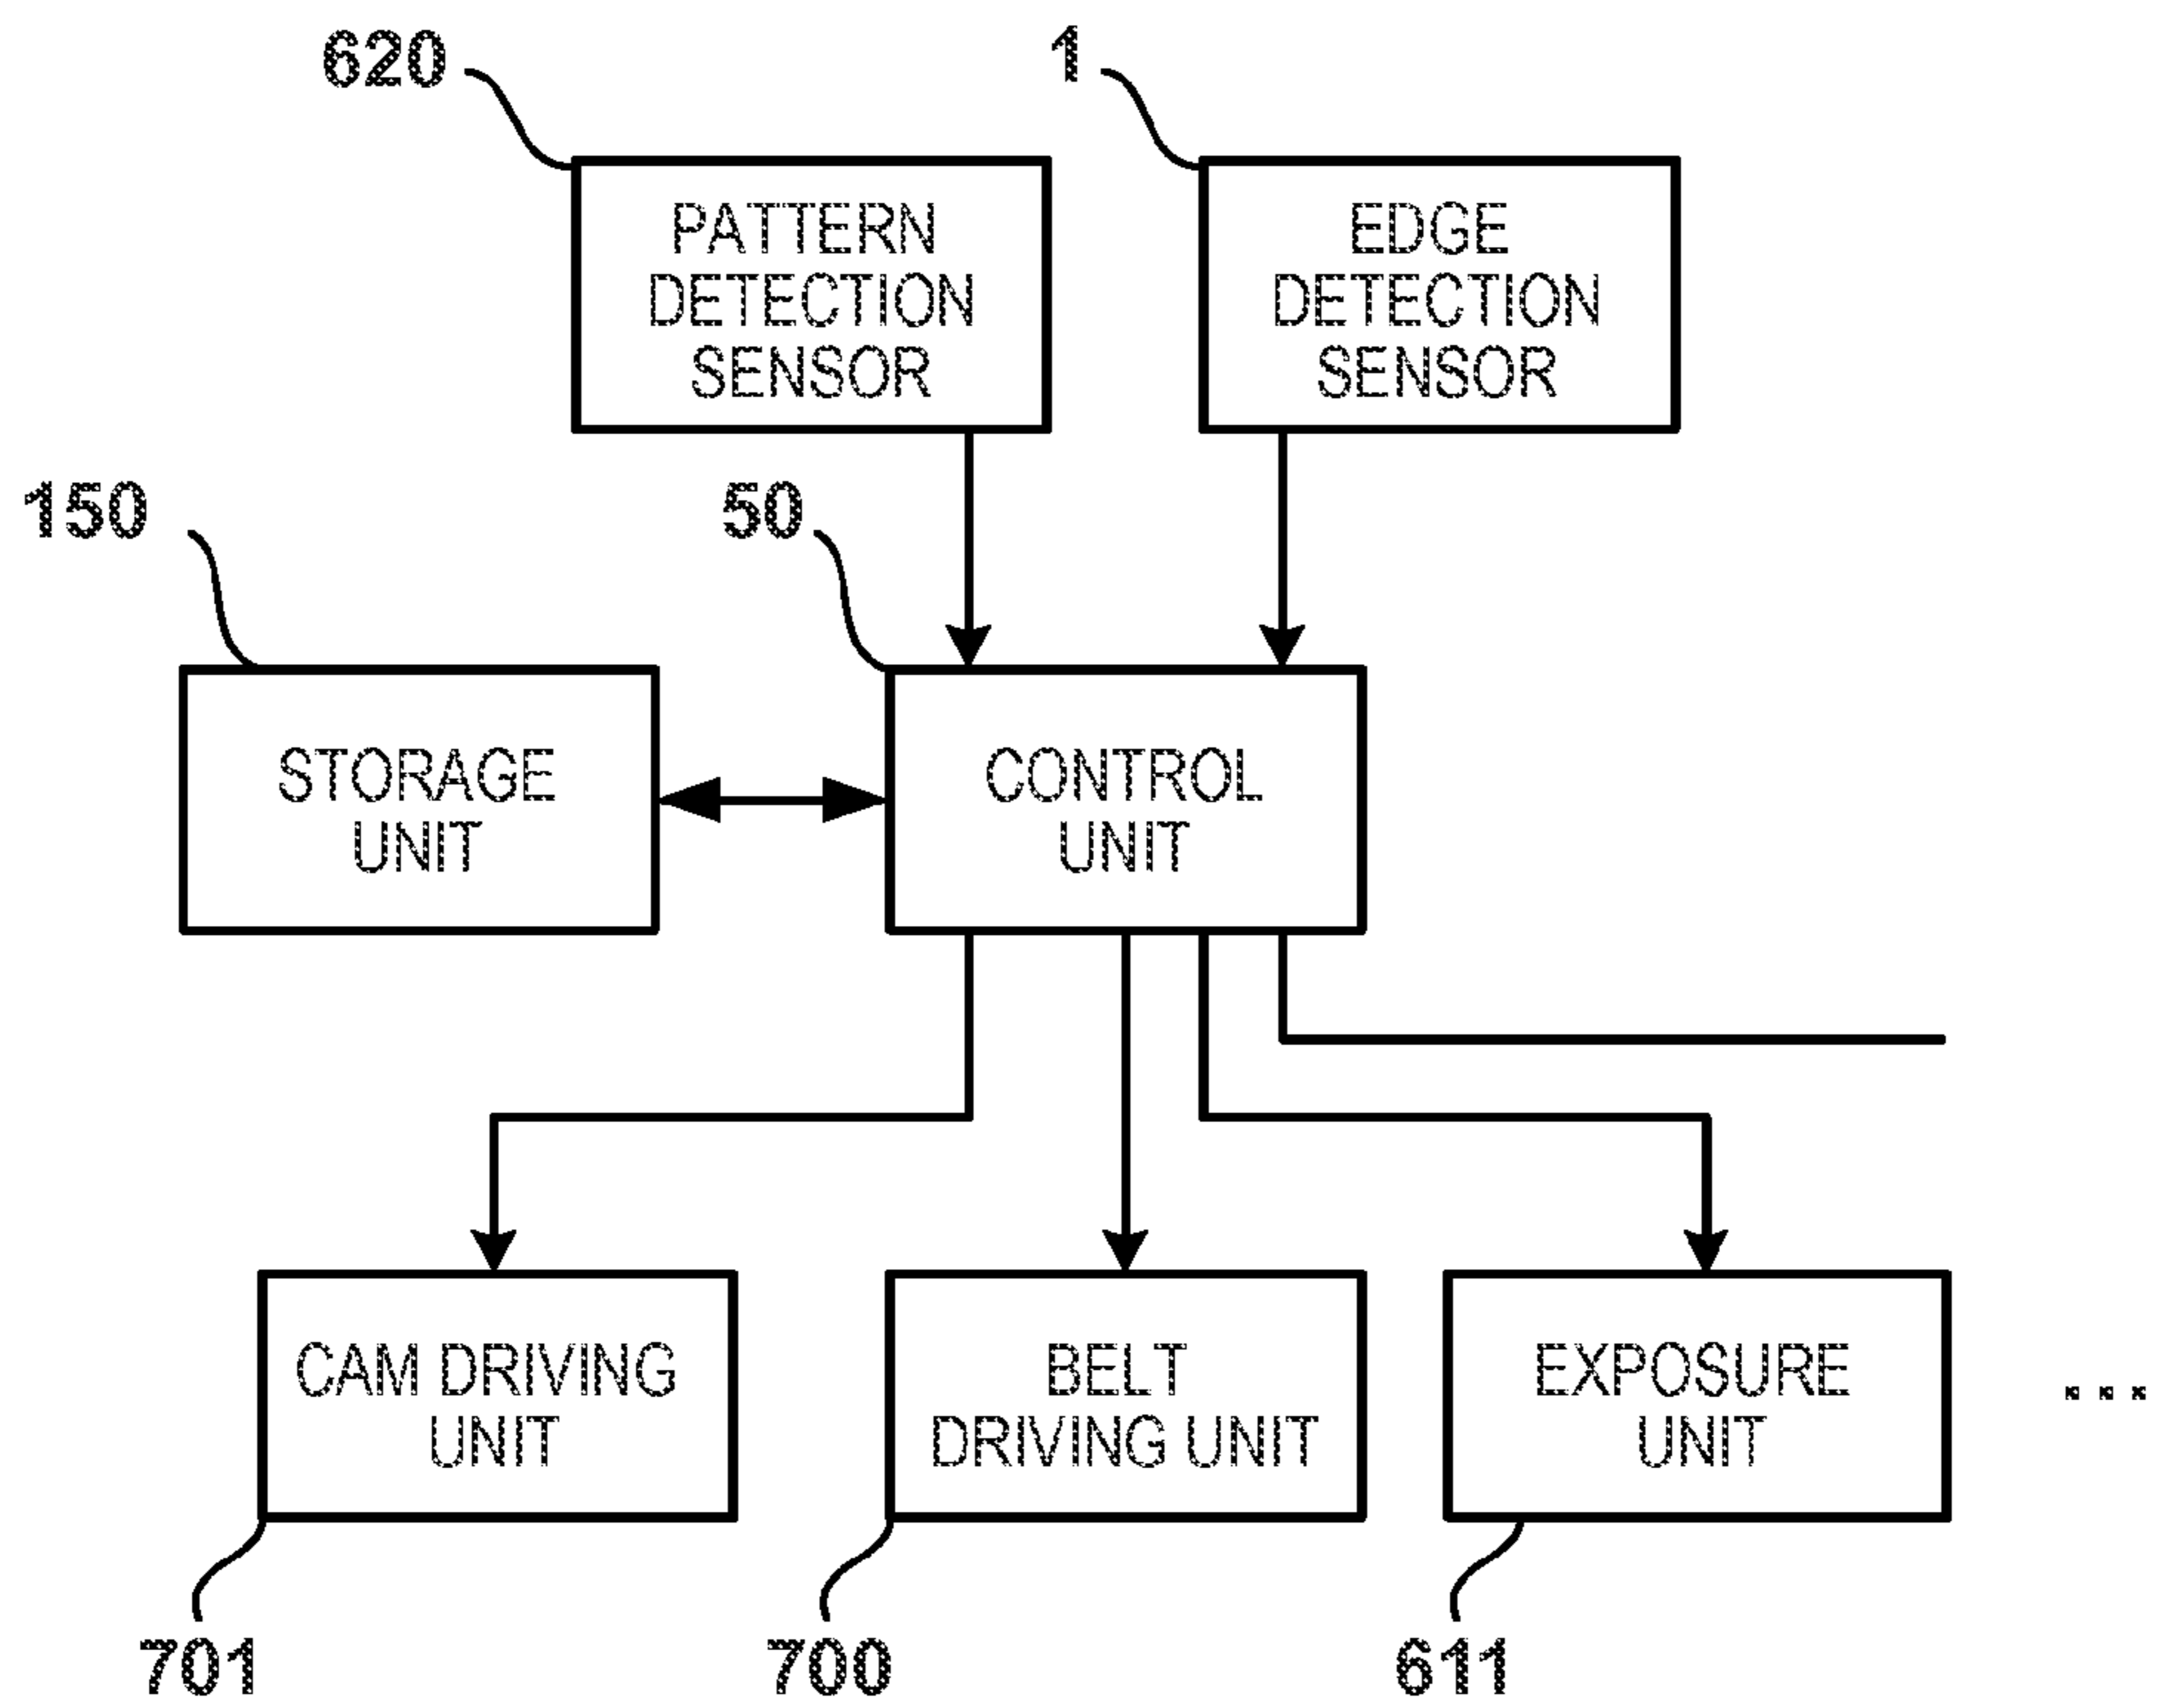 620
1
PATTERN
DETECTION
SENSOR
EDGE
DETECTION
SENSOR
150
50
STORAGE
UNIT
CONTROL
UNIT
CAM DRIVING
UNIT
BELT
DRIVING UNIT
EXPOSURE
UNIT
...
701
700
611